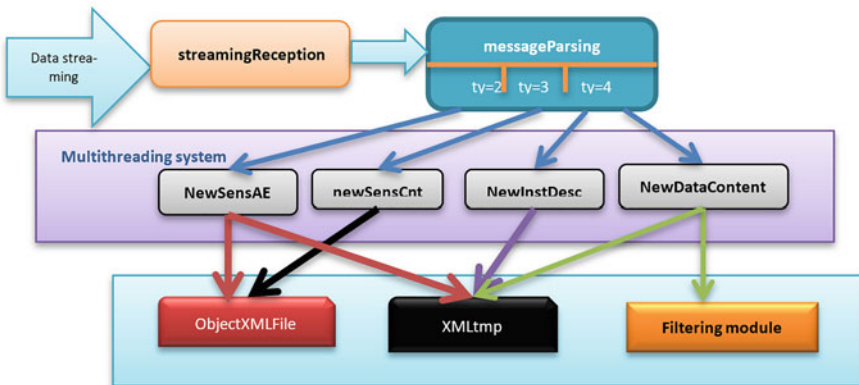 Data strea-
ming
streamingReception
messageParsing
ty=2
ty=3
ty=4
Multithreading system
NewSensAE
newSensCnt
NewInstDesc
NewDataContent
ObjectXMLFile
XMLtmp
Filtering module